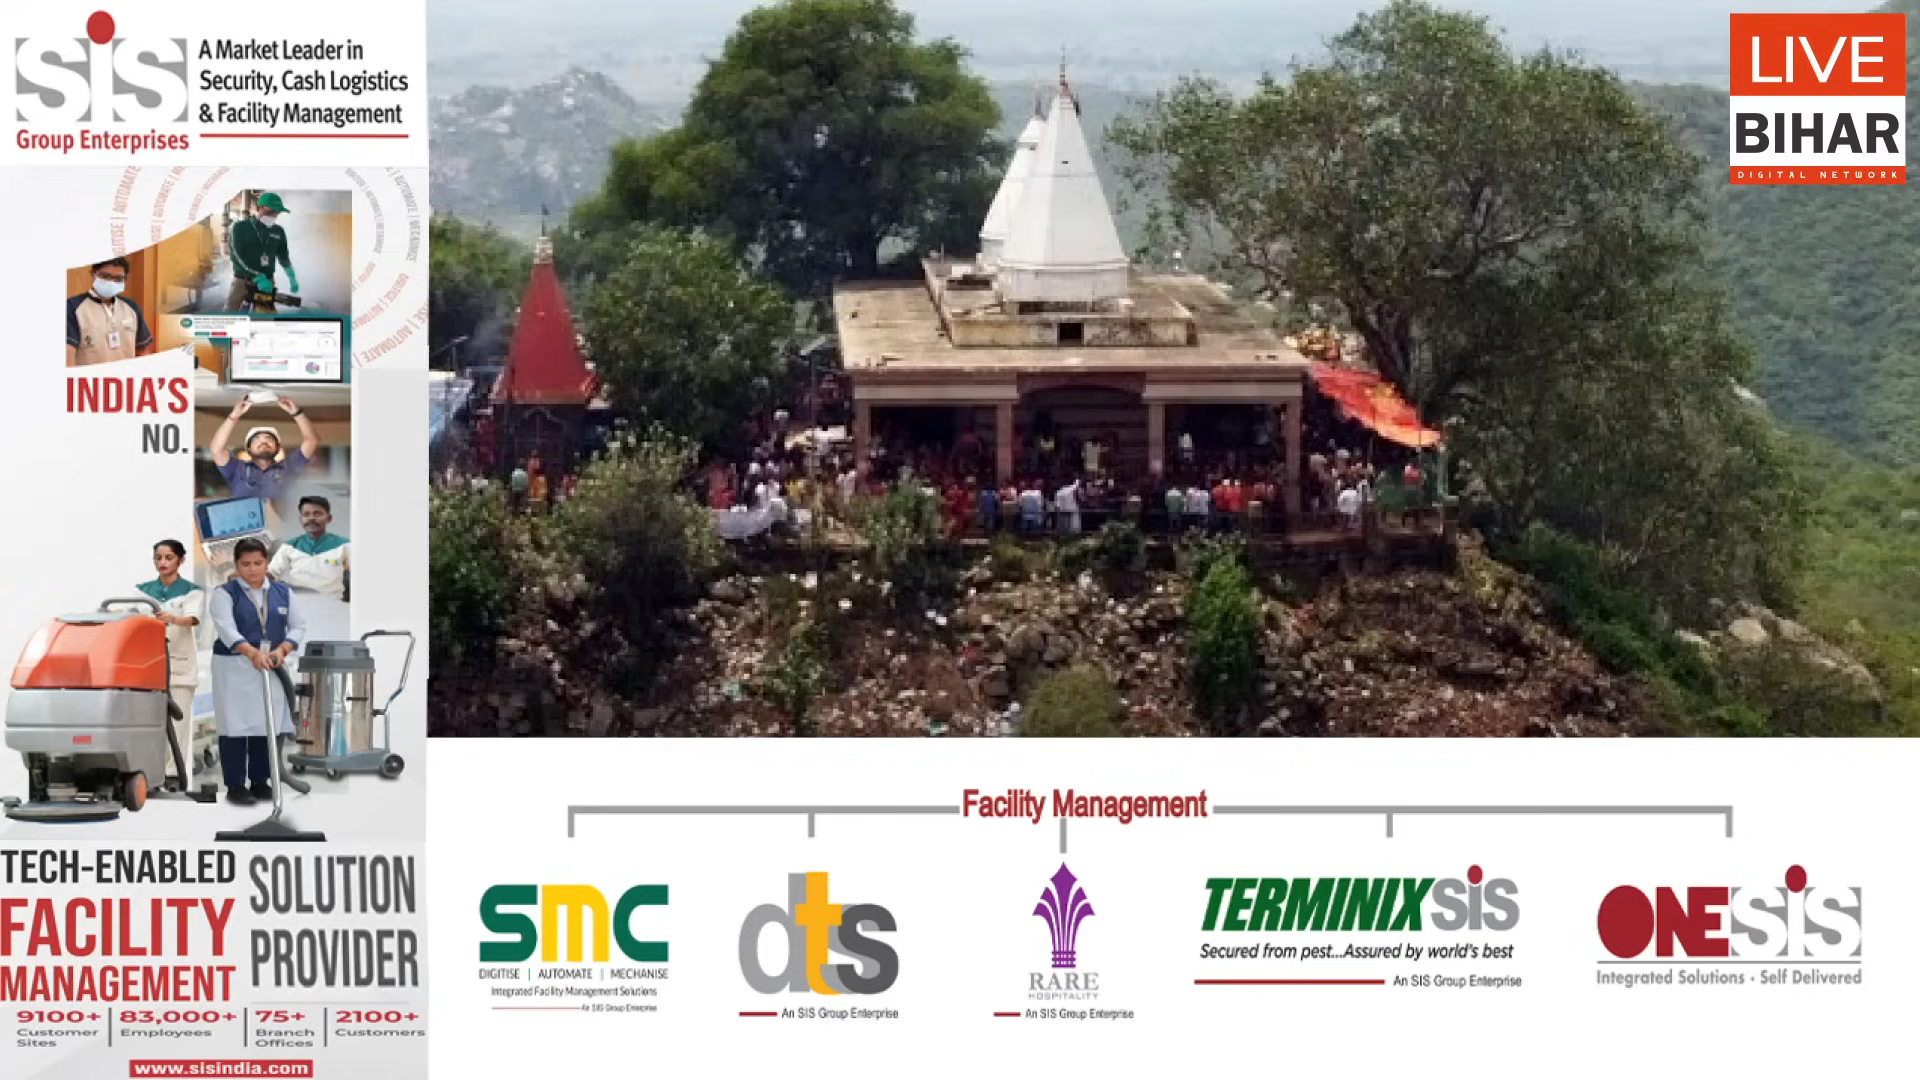 sis
Group Enterprises
A Market Leader in
Security, Cash Logistics
& Facility Management
INDIA'S
NO.
TECH-ENABLED
FACILITY
MANAGEMENT
SOLUTION
PROVIDER
9100+
Customer
Sites
83,000+
Employees
75+
Branch
Offices
2100+
Customers
www.sisindia.com
LIVE
BIHAR
DIGITAL NETWORK
Facility Management
smc
DIGITISE | AUTOMATE | MECHANISE
Integrated Facility Management Solutions
An SIS Group Enterprise
dts
An SIS Group Enterprise
RARE
HOSPITALITY
An SIS Group Enterprise
TERMINIX SIS
Secured from pest...Assured by world's best
An SIS Group Enterprise
ONE SIS
Integrated Solutions · Self Delivered